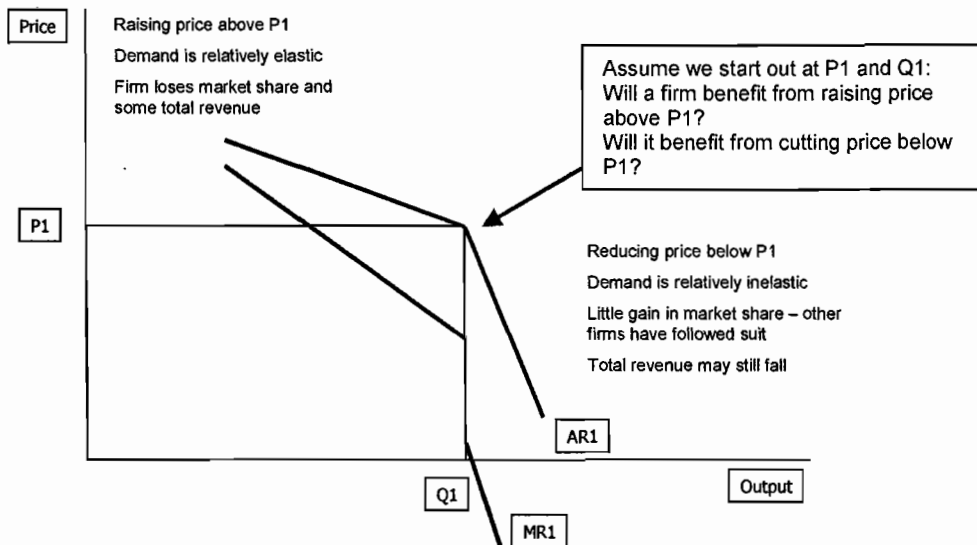 Price
Raising price above P1
Demand is relatively elastic
Firm loses market share and
some total revenue
Assume we start out at P1 and Q1:
Will a firm benefit from raising price
above P1?
Will it benefit from cutting price below
P1?
P1
Reducing price below P1
Demand is relatively inelastic
Little gain in market share – other
firms have followed suit
Total revenue may still fall
AR1
Q1
Output
MR1